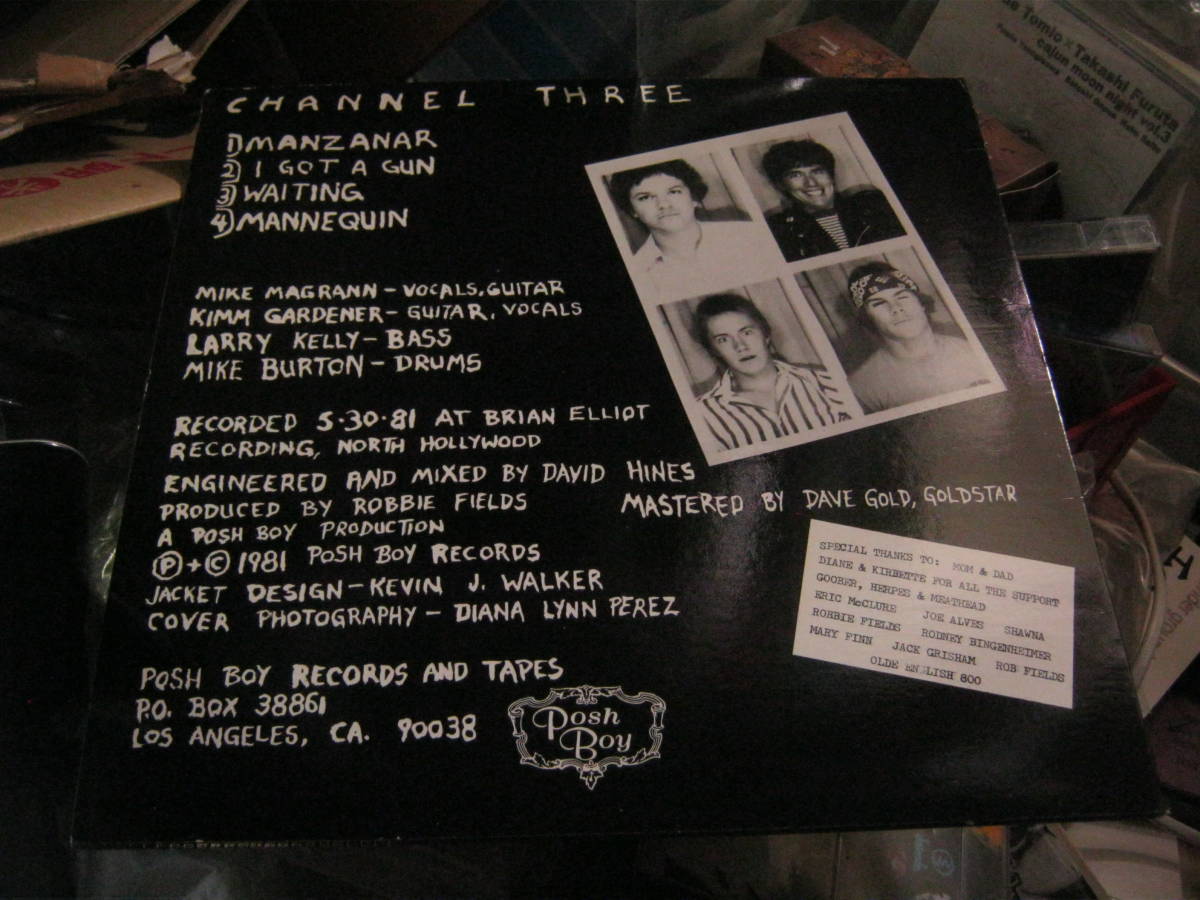 CHANNEL THREE
1) MANZANAR
2) I GOT A GUN
3) WAITING
4) MANNEQUIN
MIKE MAGRANN - VOCALS, GUITAR
KIMM GARDENER - GUITAR, VOCALS
LARRY KELLY - BASS
MIKE BURTON - DRUMS
RECORDED 5·30·81 AT BRIAN ELLIOT
RECORDING, NORTH HOLLYWOOD
ENGINEERED AND MIXED BY DAVID HINES
PRODUCED BY ROBBIE FIELDS
MASTERED BY DAVE GOLD, GOLDSTAR
A POSH BOY PRODUCTION
Ⓟ+© 1981 POSH BOY RECORDS
JACKET DESIGN - KEVIN J. WALKER
COVER PHOTOGRAPHY - DIANA LYNN PEREZ
SPECIAL THANKS TO: MOM & DAD
DIANE & KIRBETTE FOR ALL THE SUPPORT
GOOBER, HERPES & MEATHEAD
ERIC McCLURE JOE ALVES SHAWNA
ROBBIE FIELDS RODNEY BINGENHEIMER
MARY FINN JACK GRISHAM ROB FIELDS
OLDE ENGLISH 800
POSH BOY RECORDS AND TAPES
P.O. BOX 38861
LOS ANGELES, CA. 90038
Posh
Boy
Tomio×Takashi Furuta
cajun moon night vol.3